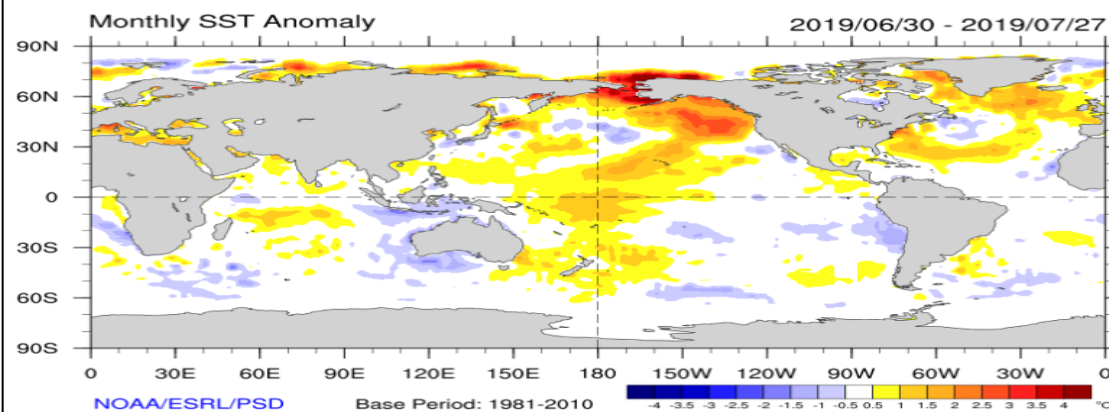 Monthly SST Anomaly 2019/06/30 - 2019/07/27
90N
60N
30N
0
30S
60S
90S
0 30E 60E 90E 120E 150E 180 150W 120W 90W 60W 30W 0
NOAA/ESRL/PSD Base Period: 1981-2010
-4 -3.5 -3 -2.5 -2 -1.5 -1 -0.5 0.5 1 1.5 2 2.5 3 3.5 4 °C